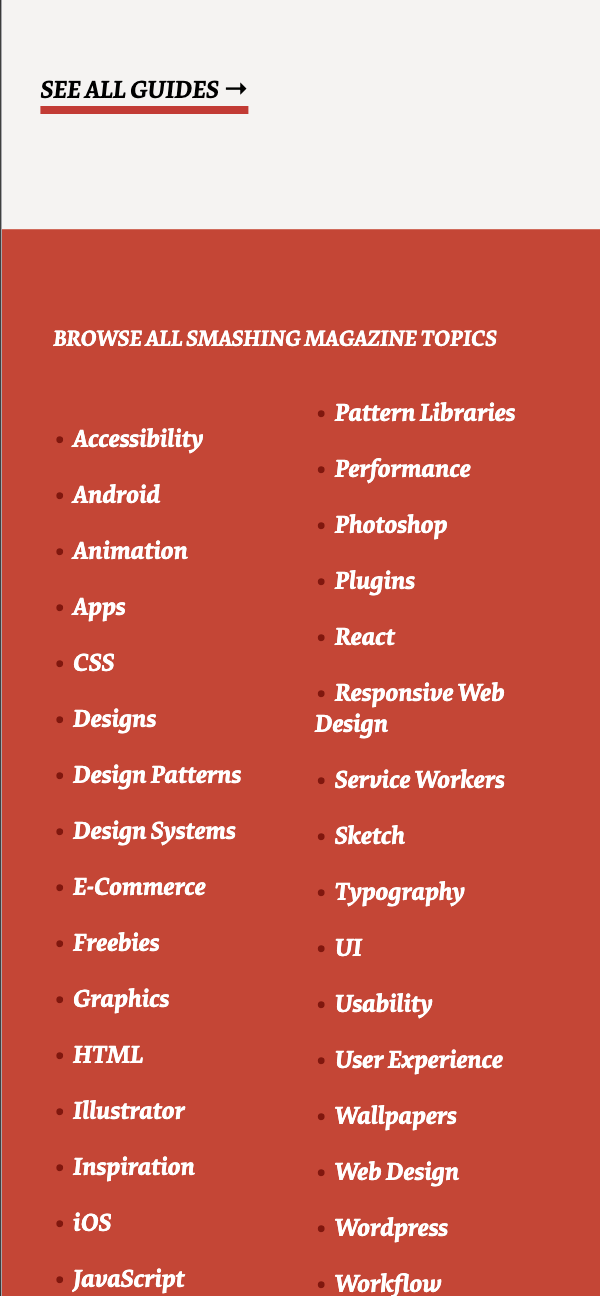 SEE ALL GUIDES →
BROWSE ALL SMASHING MAGAZINE TOPICS
• Accessibility
• Android
• Animation
• Apps
• CSS
• Designs
• Design Patterns
• Design Systems
• E-Commerce
• Freebies
• Graphics
• HTML
• Illustrator
• Inspiration
• iOS
• JavaScript
• Pattern Libraries
• Performance
• Photoshop
• Plugins
• React
• Responsive Web
Design
• Service Workers
• Sketch
• Typography
• UI
• Usability
• User Experience
• Wallpapers
• Web Design
• Wordpress
• Workflow